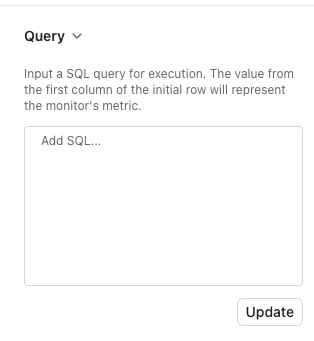 Query
Input a SQL query for execution. The value from
the first column of the initial row will represent
the monitor's metric.
Add SQL...
Update